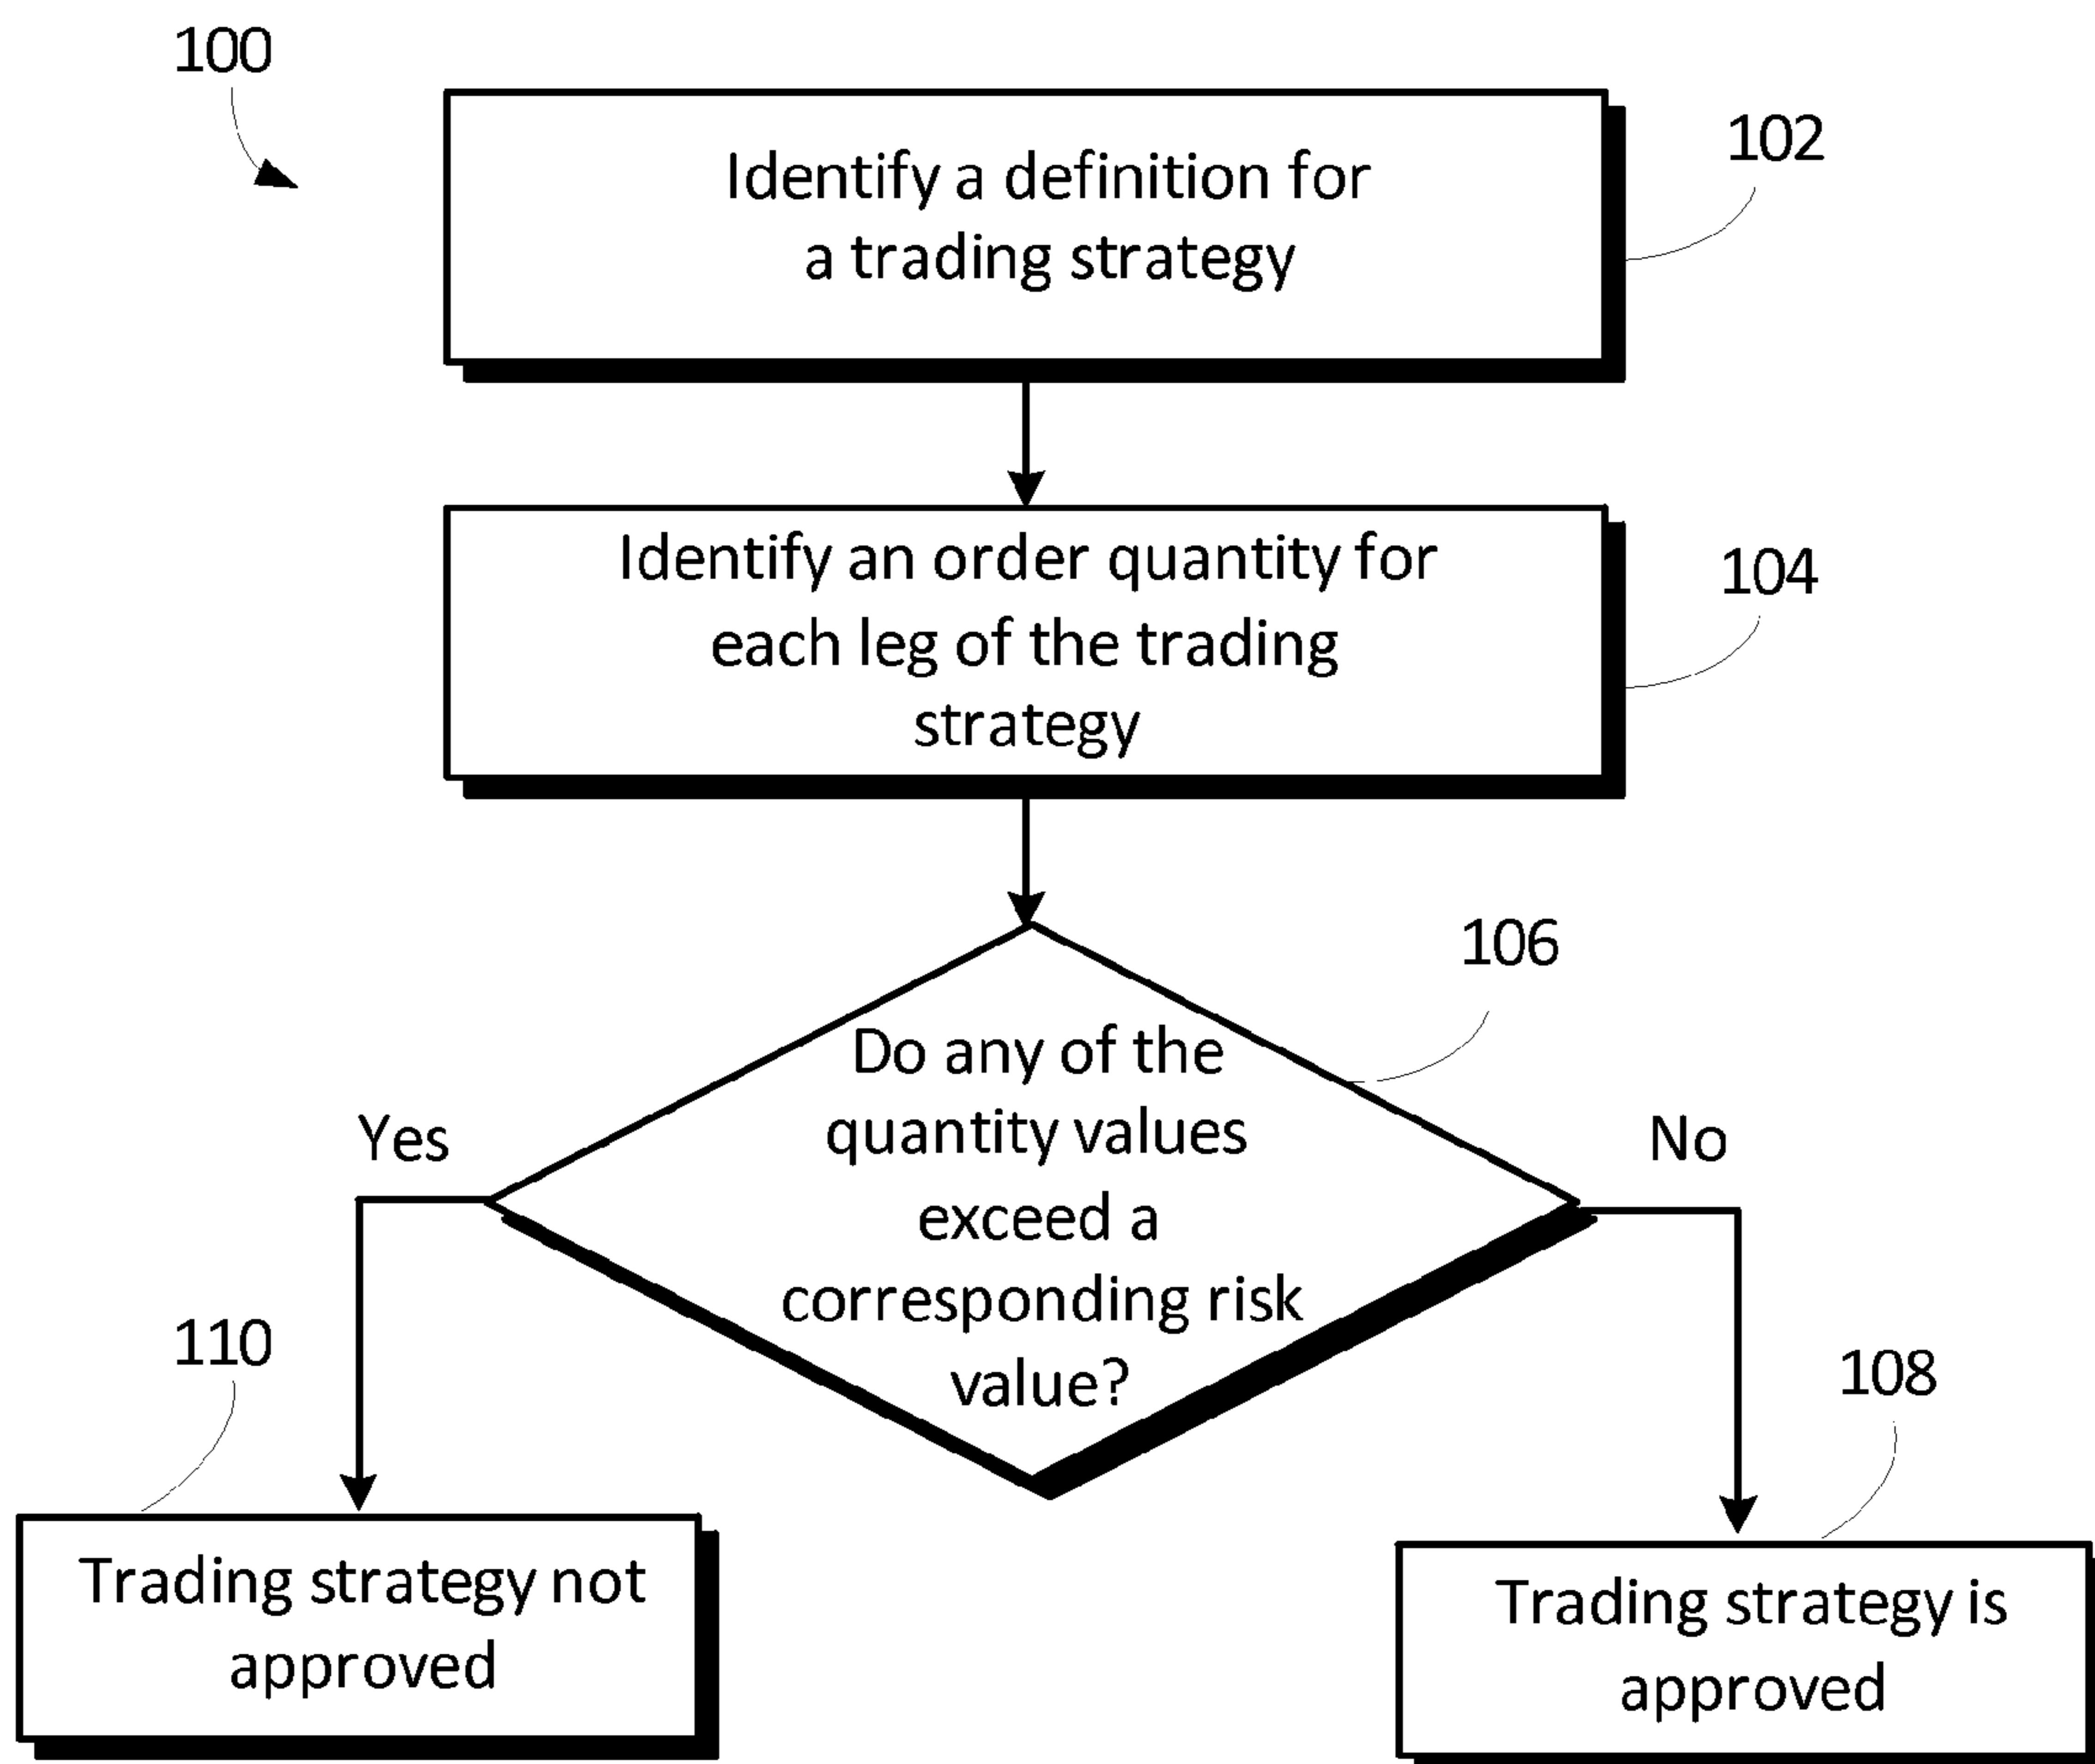 100
102
Identify a definition for
a trading strategy
104
Identify an order quantity for
each leg of the trading
strategy
106
Do any of the
quantity values
exceed a
corresponding risk
value?
Yes
No
110
108
Trading strategy not
approved
Trading strategy is
approved